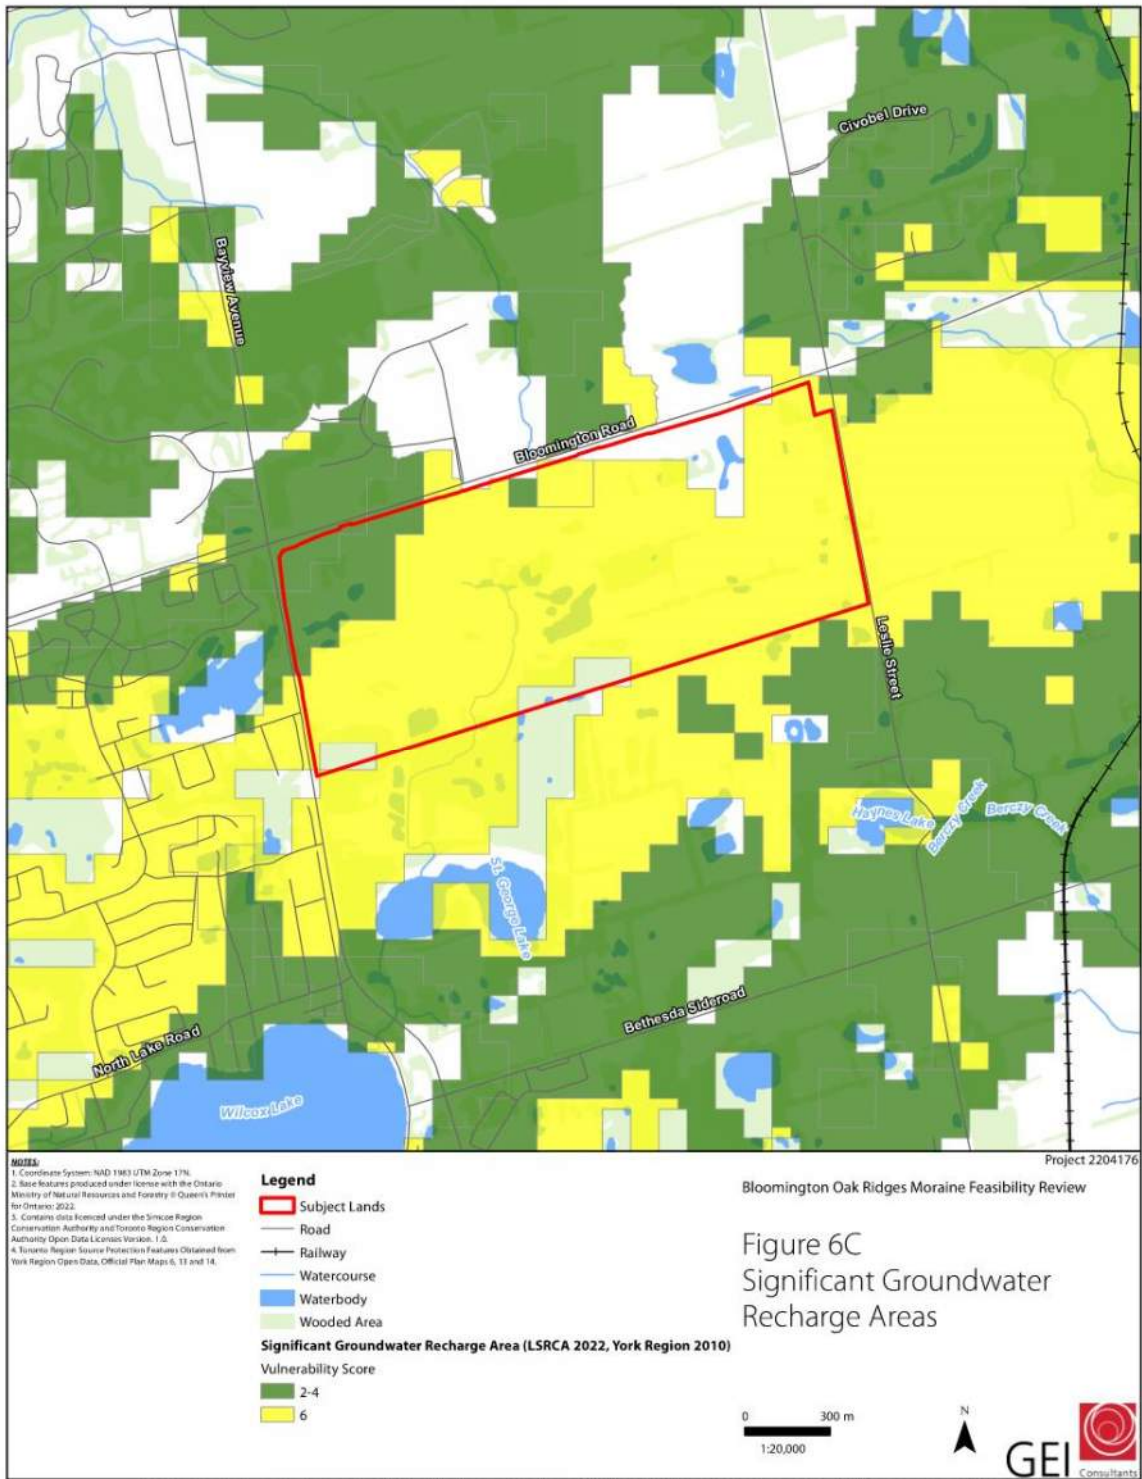 Civobel Drive
Bayview Avenue
Bloomington Road
Leslie Street
Haynes Lake
Berczy Creek
Berczy Creek
St. George Lake
Bethesda Sideroad
North Lake Road
Wilcox Lake
NOTES:
1. Coordinate System: NAD 1983 UTM Zone 17N.
2. Base features produced under license with the Ontario
Ministry of Natural Resources and Forestry © Queen's Printer
for Ontario: 2022.
3. Contains data licenced under the Simcoe Region
Conservation Authority and Toronto Region Conservation
Authority Open Data Licenses Version. 1.0.
4. Toronto Region Source Protection Features Obtained from
York Region Open Data, Official Plan Maps 6, 13 and 14.
Legend
Subject Lands
Road
Railway
Watercourse
Waterbody
Wooded Area
Significant Groundwater Recharge Area (LSRCA 2022, York Region 2010)
Vulnerability Score
2-4
6
Project 2204176
Bloomington Oak Ridges Moraine Feasibility Review
Figure 6C
Significant Groundwater
Recharge Areas
0 300 m
1:20,000
N
GEI
Consultants